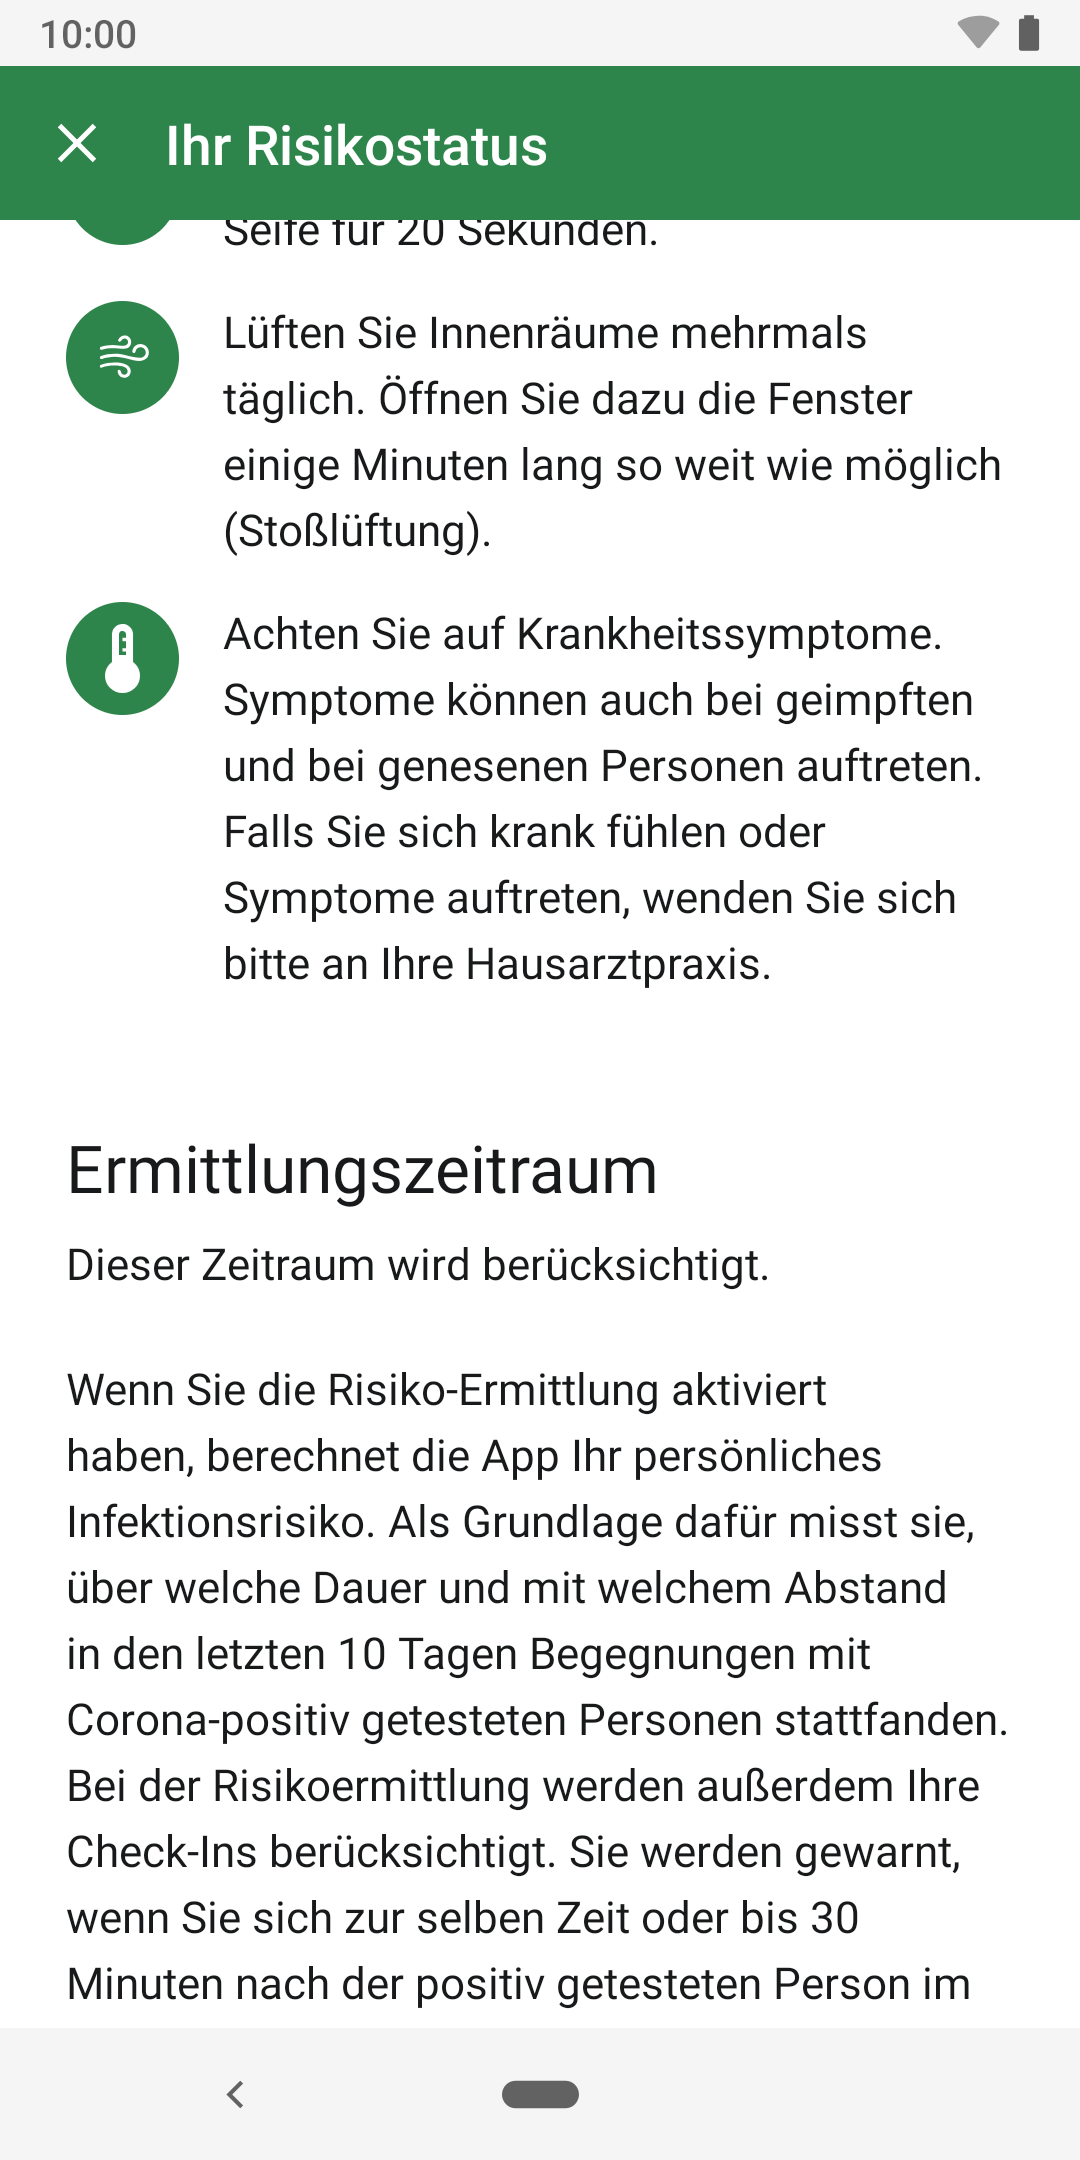 10:00
Ihr Risikostatus
Seife für 20 Sekunden.
Lüften Sie Innenräume mehrmals
täglich. Öffnen Sie dazu die Fenster
einige Minuten lang so weit wie möglich
(Stoßlüftung).
Achten Sie auf Krankheitssymptome.
Symptome können auch bei geimpften
und bei genesenen Personen auftreten.
Falls Sie sich krank fühlen oder
Symptome auftreten, wenden Sie sich
bitte an Ihre Hausarztpraxis.
Ermittlungszeitraum
Dieser Zeitraum wird berücksichtigt.
Wenn Sie die Risiko-Ermittlung aktiviert
haben, berechnet die App Ihr persönliches
Infektionsrisiko. Als Grundlage dafür misst sie,
über welche Dauer und mit welchem Abstand
in den letzten 10 Tagen Begegnungen mit
Corona-positiv getesteten Personen stattfanden.
Bei der Risikoermittlung werden außerdem Ihre
Check-Ins berücksichtigt. Sie werden gewarnt,
wenn Sie sich zur selben Zeit oder bis 30
Minuten nach der positiv getesteten Person im